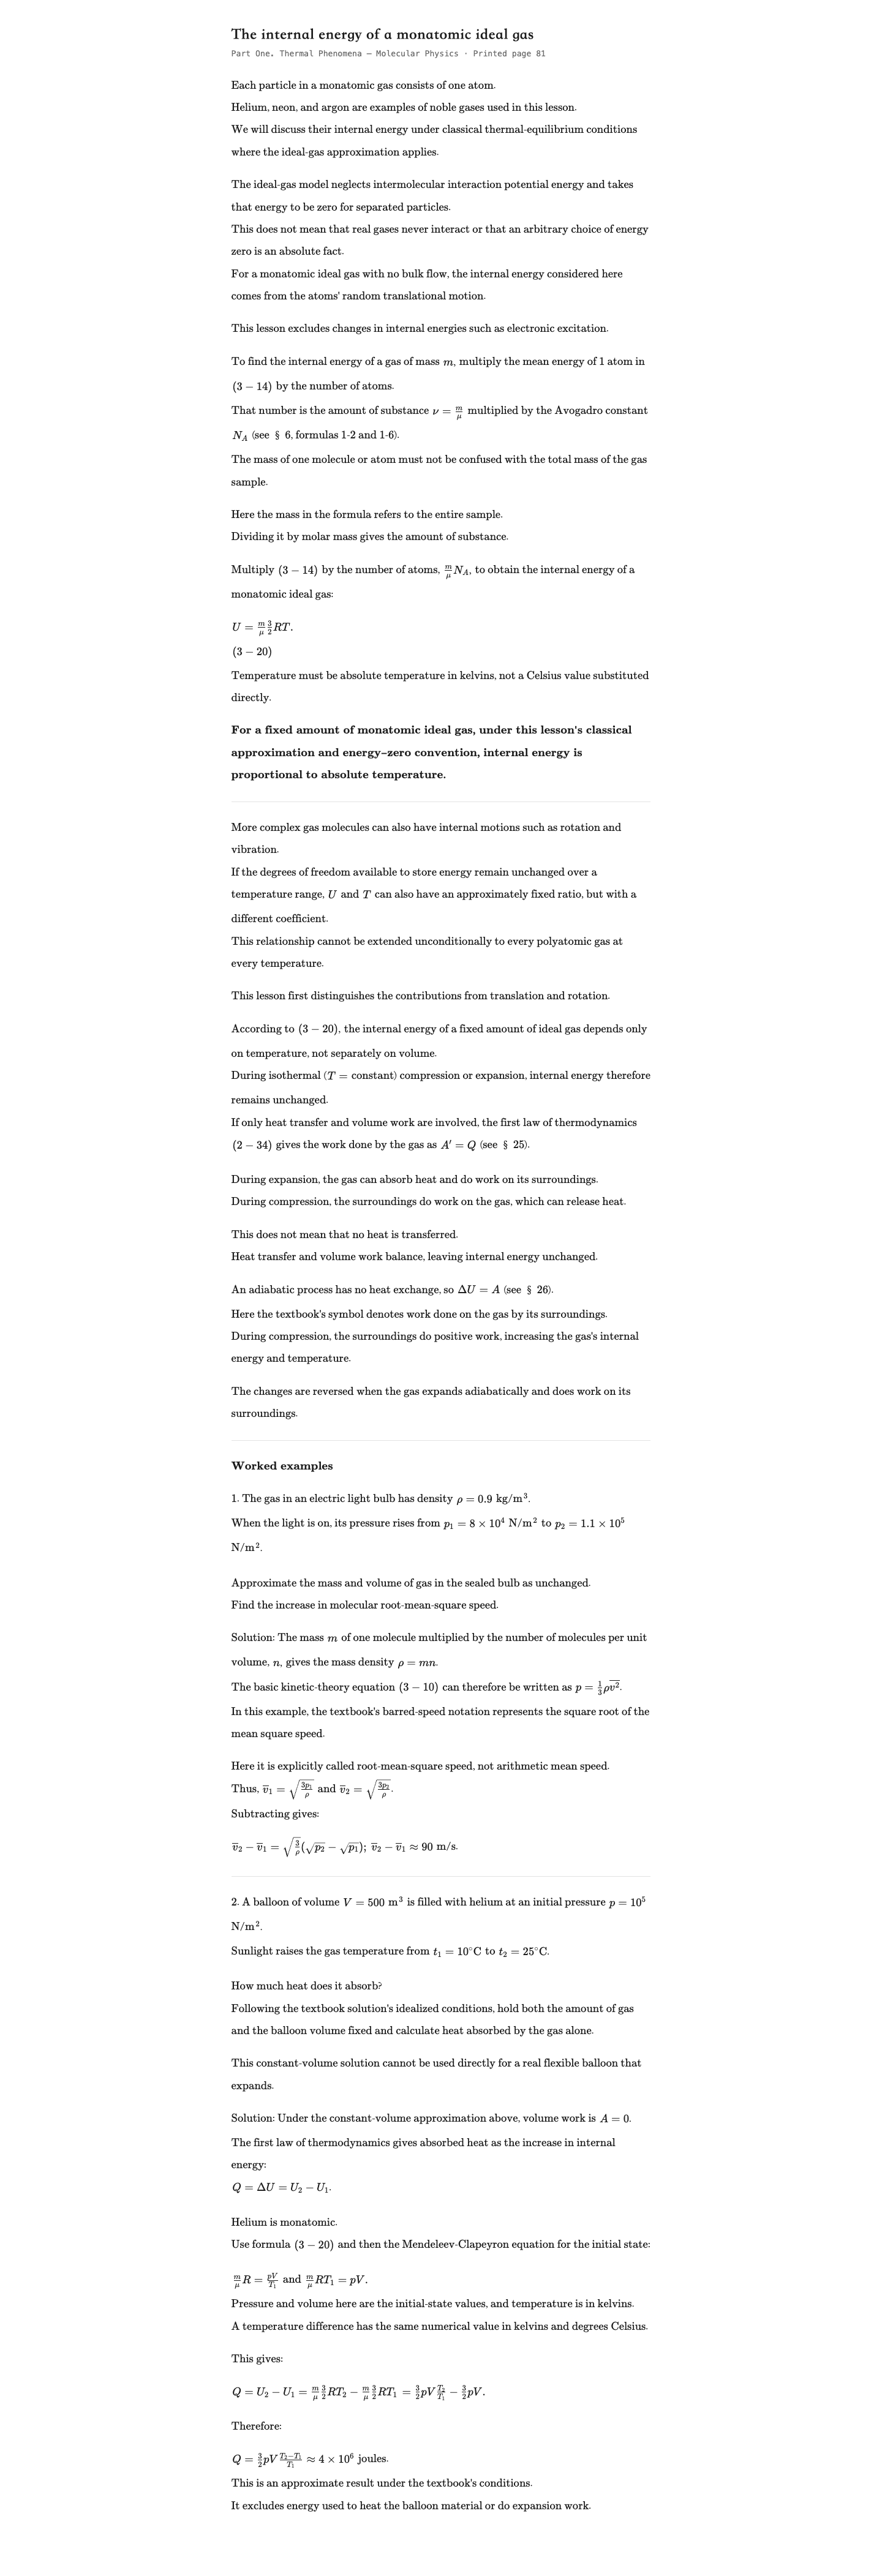 The internal energy of a monatomic ideal gas
Part One. Thermal Phenomena — Molecular Physics · Printed page 81
Each particle in a monatomic gas consists of one atom.
Helium, neon, and argon are examples of noble gases used in this lesson.
We will discuss their internal energy under classical thermal-equilibrium conditions
where the ideal-gas approximation applies.
The ideal-gas model neglects intermolecular interaction potential energy and takes
that energy to be zero for separated particles.
This does not mean that real gases never interact or that an arbitrary choice of energy
zero is an absolute fact.
For a monatomic ideal gas with no bulk flow, the internal energy considered here
comes from the atoms' random translational motion.
This lesson excludes changes in internal energies such as electronic excitation.
To find the internal energy of a gas of mass m, multiply the mean energy of 1 atom in
(3 − 14) by the number of atoms.
That number is the amount of substance ν = m/μ multiplied by the Avogadro constant
N_A (see § 6, formulas 1-2 and 1-6).
The mass of one molecule or atom must not be confused with the total mass of the gas
sample.
Here the mass in the formula refers to the entire sample.
Dividing it by molar mass gives the amount of substance.
Multiply (3 − 14) by the number of atoms, m/μ N_A, to obtain the internal energy of a
monatomic ideal gas:
U = m/μ 3/2 RT.
(3 − 20)
Temperature must be absolute temperature in kelvins, not a Celsius value substituted
directly.
For a fixed amount of monatomic ideal gas, under this lesson's classical
approximation and energy-zero convention, internal energy is
proportional to absolute temperature.
More complex gas molecules can also have internal motions such as rotation and
vibration.
If the degrees of freedom available to store energy remain unchanged over a
temperature range, U and T can also have an approximately fixed ratio, but with a
different coefficient.
This relationship cannot be extended unconditionally to every polyatomic gas at
every temperature.
This lesson first distinguishes the contributions from translation and rotation.
According to (3 − 20), the internal energy of a fixed amount of ideal gas depends only
on temperature, not separately on volume.
During isothermal (T = constant) compression or expansion, internal energy therefore
remains unchanged.
If only heat transfer and volume work are involved, the first law of thermodynamics
(2 − 34) gives the work done by the gas as A′ = Q (see § 25).
During expansion, the gas can absorb heat and do work on its surroundings.
During compression, the surroundings do work on the gas, which can release heat.
This does not mean that no heat is transferred.
Heat transfer and volume work balance, leaving internal energy unchanged.
An adiabatic process has no heat exchange, so ΔU = A (see § 26).
Here the textbook's symbol denotes work done on the gas by its surroundings.
During compression, the surroundings do positive work, increasing the gas's internal
energy and temperature.
The changes are reversed when the gas expands adiabatically and does work on its
surroundings.
Worked examples
1. The gas in an electric light bulb has density ρ = 0.9 kg/m³.
When the light is on, its pressure rises from p₁ = 8 × 10⁴ N/m² to p₂ = 1.1 × 10⁵
N/m².
Approximate the mass and volume of gas in the sealed bulb as unchanged.
Find the increase in molecular root-mean-square speed.
Solution: The mass m of one molecule multiplied by the number of molecules per unit
volume, n, gives the mass density ρ = mn.
The basic kinetic-theory equation (3 − 10) can therefore be written as p = 1/3 ρv̅²̅.
In this example, the textbook's barred-speed notation represents the square root of the
mean square speed.
Here it is explicitly called root-mean-square speed, not arithmetic mean speed.
Thus, v̅₁ = √(3p₁/ρ) and v̅₂ = √(3p₂/ρ).
Subtracting gives:
v̅₂ − v̅₁ = √(3/ρ)(√p₂ − √p₁); v̅₂ − v̅₁ ≈ 90 m/s.
2. A balloon of volume V = 500 m³ is filled with helium at an initial pressure p = 10⁵
N/m².
Sunlight raises the gas temperature from t₁ = 10°C to t₂ = 25°C.
How much heat does it absorb?
Following the textbook solution's idealized conditions, hold both the amount of gas
and the balloon volume fixed and calculate heat absorbed by the gas alone.
This constant-volume solution cannot be used directly for a real flexible balloon that
expands.
Solution: Under the constant-volume approximation above, volume work is A = 0.
The first law of thermodynamics gives absorbed heat as the increase in internal
energy:
Q = ΔU = U₂ − U₁.
Helium is monatomic.
Use formula (3 − 20) and then the Mendeleev-Clapeyron equation for the initial state:
m/μ R = pV/T₁ and m/μ RT₁ = pV.
Pressure and volume here are the initial-state values, and temperature is in kelvins.
A temperature difference has the same numerical value in kelvins and degrees Celsius.
This gives:
Q = U₂ − U₁ = m/μ 3/2 RT₂ − m/μ 3/2 RT₁ = 3/2 pV T₂/T₁ − 3/2 pV.
Therefore:
Q = 3/2 pV (T₂−T₁)/T₁ ≈ 4 × 10⁶ joules.
This is an approximate result under the textbook's conditions.
It excludes energy used to heat the balloon material or do expansion work.